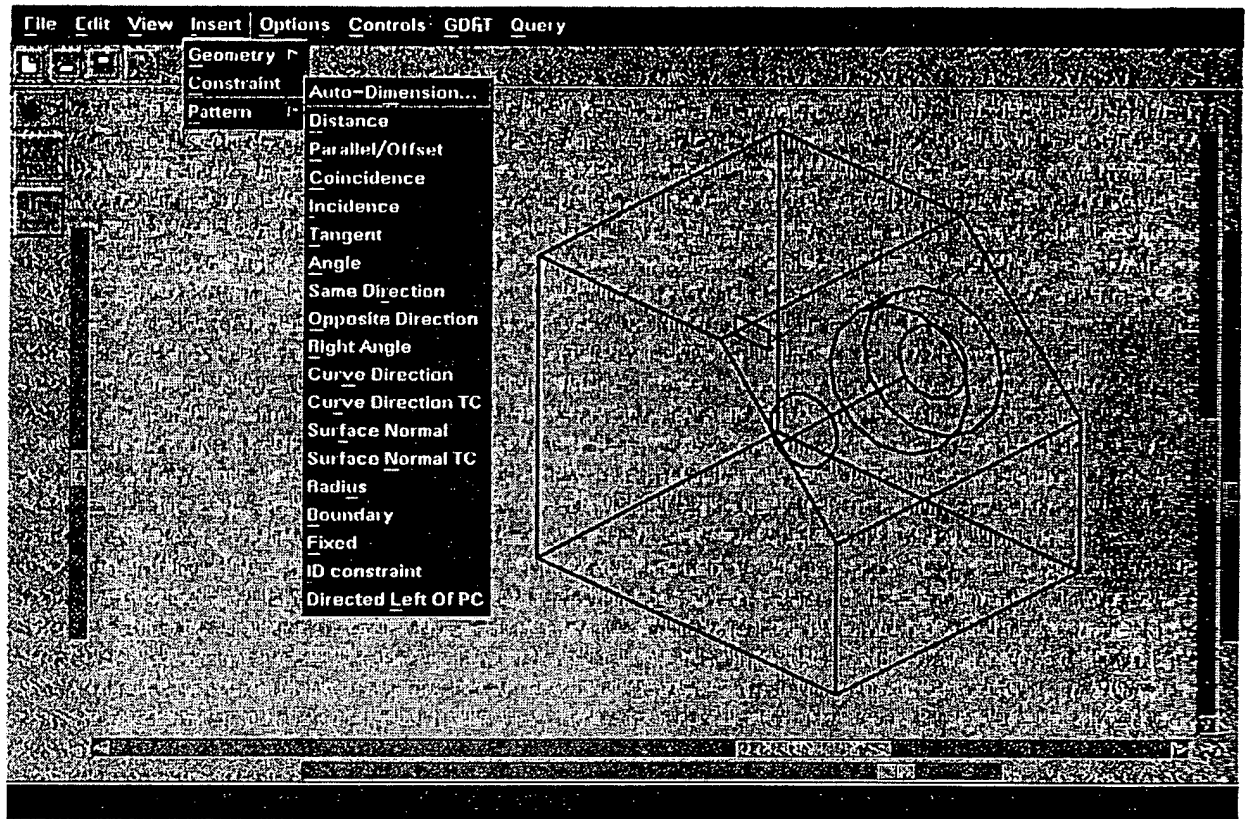 File Edit View Insert Options Controls GD&T Query
Geometry
Constraint
Pattern
Auto-Dimension...
Distance
Parallel/Offset
Coincidence
Incidence
Tangent
Angle
Same Direction
Opposite Direction
Right Angle
Curve Direction
Curve Direction TC
Surface Normal
Surface Normal TC
Radius
Boundary
Fixed
ID constraint
Directed Left Of PC